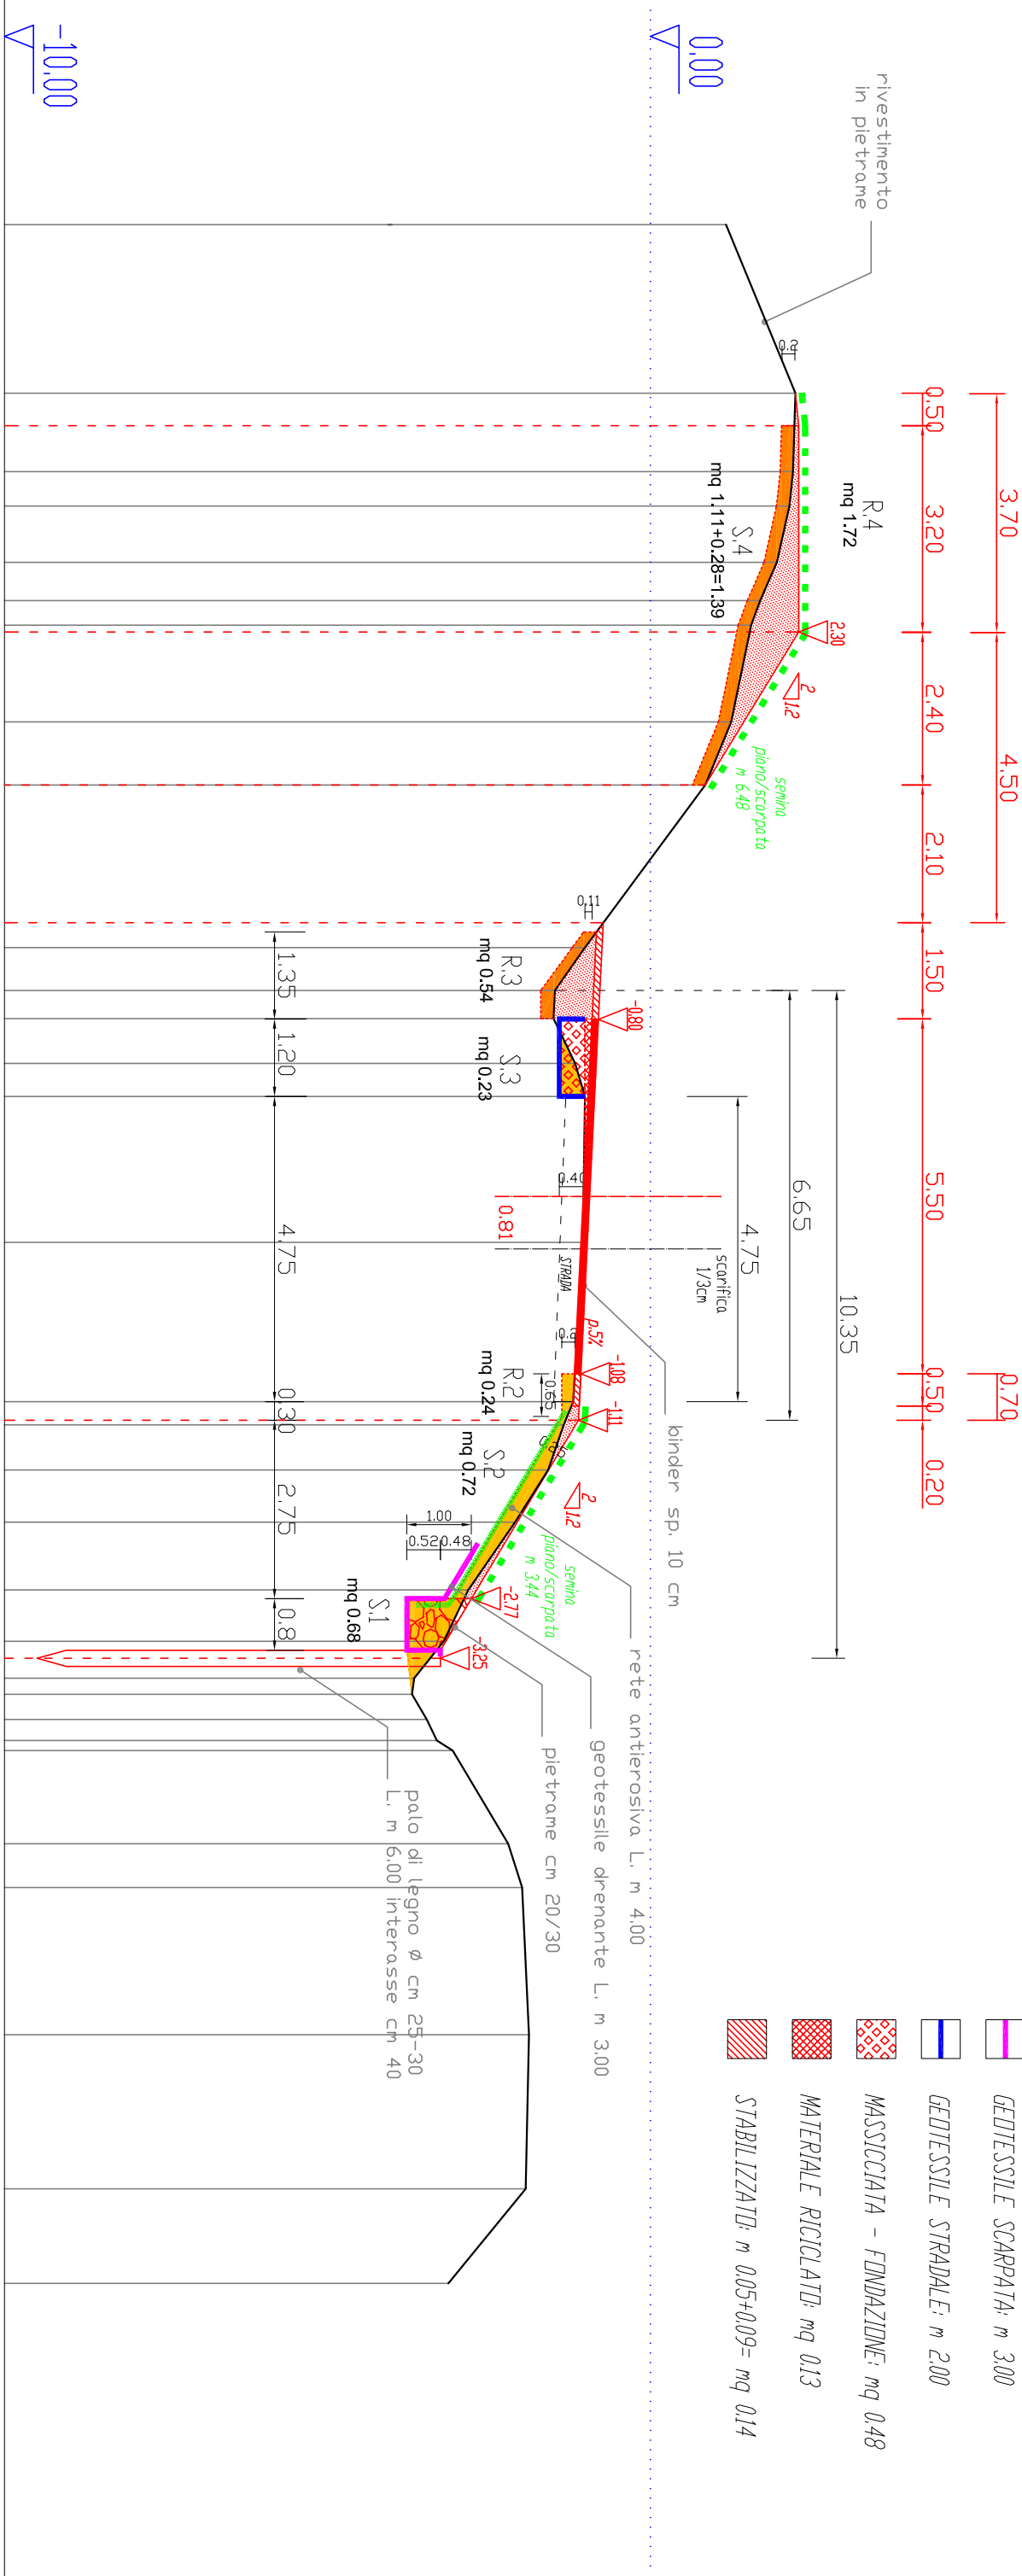 3.70
4.50
0.70
0.50
3.20
2.40
2.10
1.50
5.50
0.50
0.20
10.35
6.65
4.75
rivestimento
in pietrame
0.2
R.4
mq 1.72
S.4
mq 1.11+0.28=1.39
2.30
2
1.2
semina
piano/scarpata
m 6.48
0,00
-10,00
0.11
R.3
mq 0.54
-0.80
S.3
mq 0.23
0.40
0.81
scarifica
1/3cm
STRADA
p.5%
-1.08
-1.11
R.2
mq 0.24
0.65
binder sp. 10 cm
S.2
mq 0.72
2
1.2
semina
piano/scarpata
m 3.44
1.00
0.52
0.48
-2.77
-3.25
S.1
mq 0.68
rete antierosiva L. m 4.00
geotessile drenante L. m 3.00
pietrame cm 20/30
palo di legno Ø cm 25-30
L. m 6.00 interasse cm 40
1.35
1.20
4.75
0.30
2.75
0.8
GEOTESSILE SCARPATA: m 3.00
GEOTESSILE STRADALE: m 2.00
MASSICCIATA - FONDAZIONE: mq 0.48
MATERIALE RICICLATO: mq 0.13
STABILIZZATO: m 0.05+0.09= mq 0.14